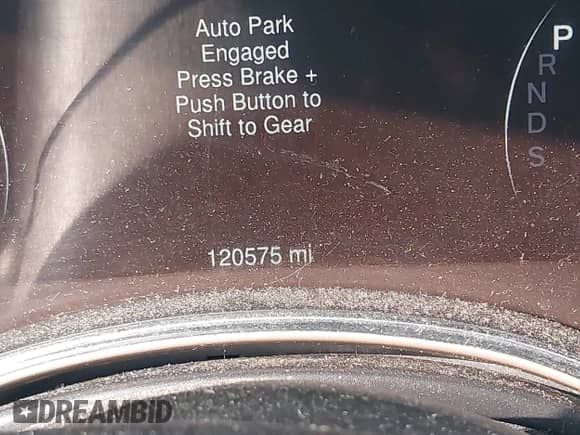 Auto Park
Engaged
Press Brake +
Push Button to
Shift to Gear
P
R
N
D
S
120575 mi
DREAMBID